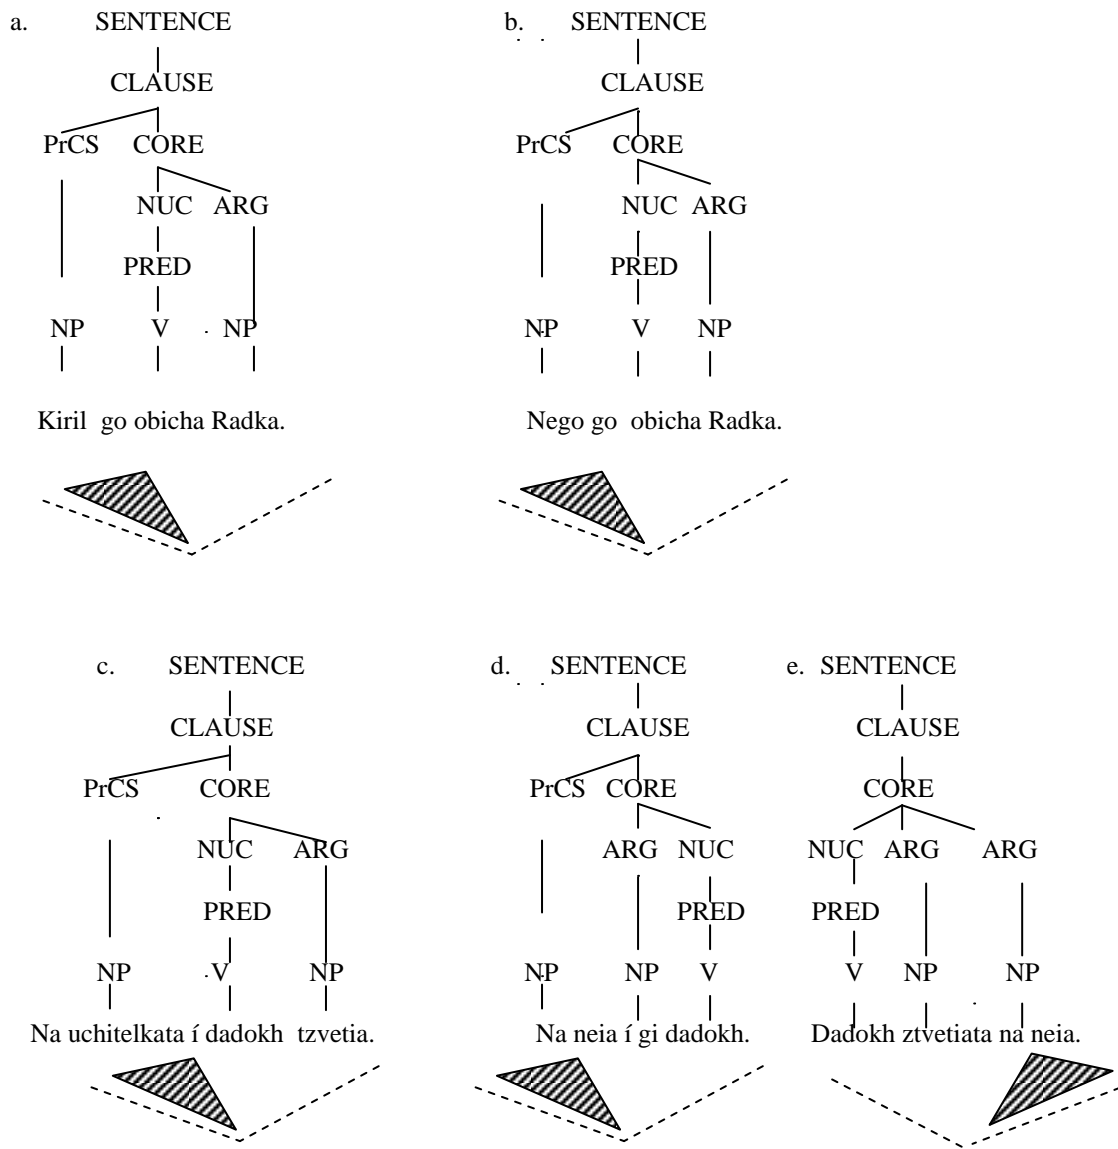 a. SENTENCE b. SENTENCE
CLAUSE CLAUSE
PrCS CORE PrCS CORE
NUC ARG NUC ARG
PRED PRED
NP V NP NP V NP
Kiril go obicha Radka. Nego go obicha Radka.
c. SENTENCE d. SENTENCE e. SENTENCE
CLAUSE CLAUSE CLAUSE
PrCS CORE PrCS CORE CORE
NUC ARG ARG NUC NUC ARG ARG
PRED PRED PRED
NP V NP NP NP V V NP NP
Na uchitelkata í dadokh tzvetia. Na neia í gi dadokh. Dadokh ztvetiata na neia.